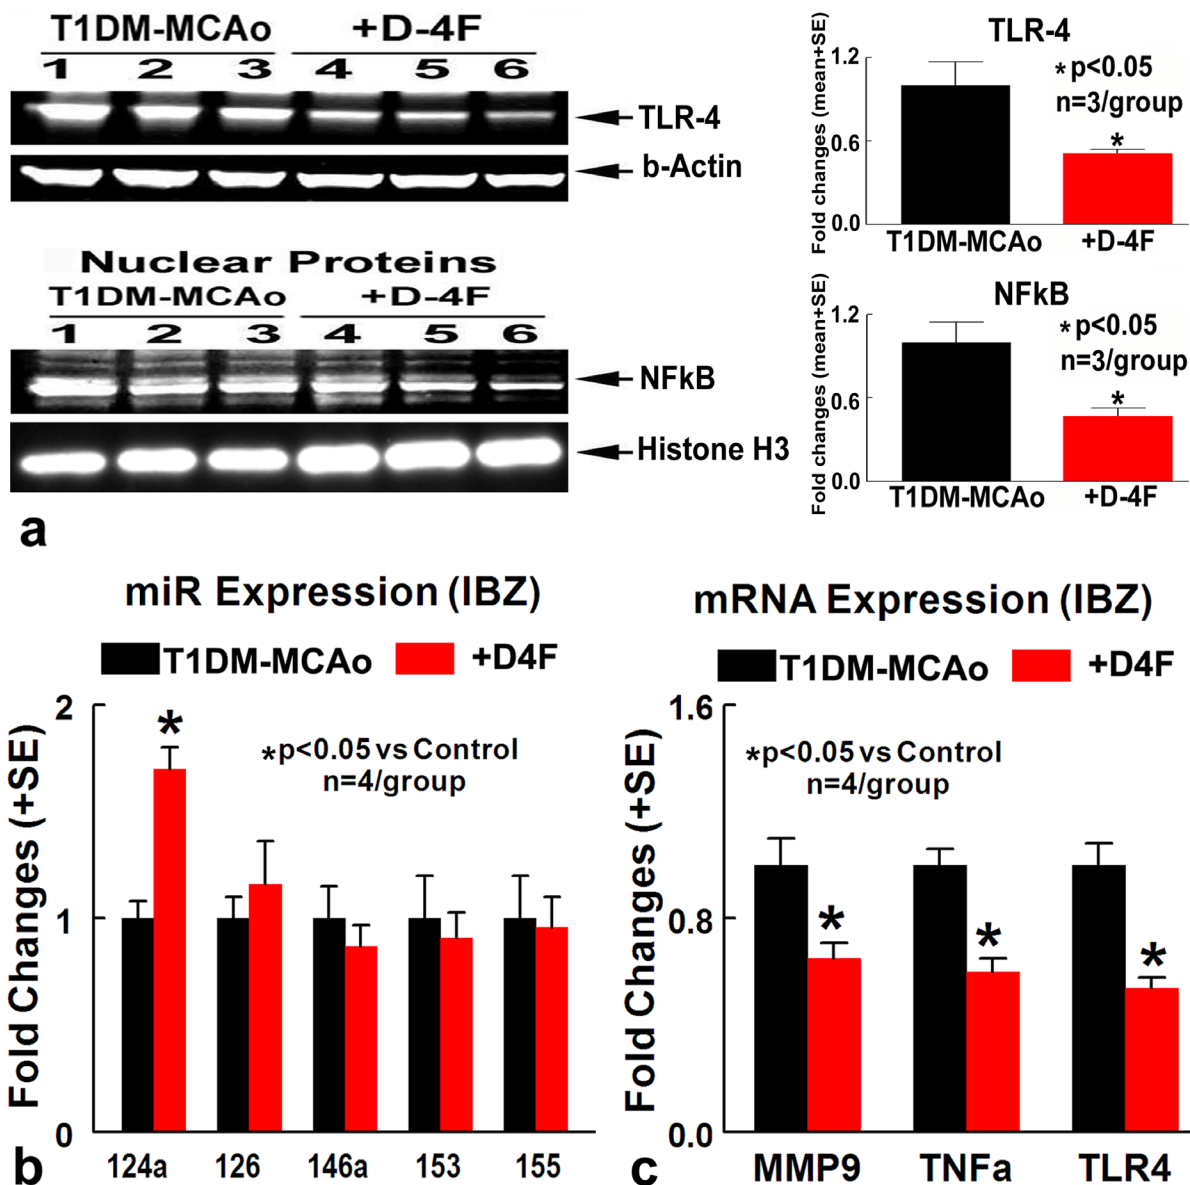 T1DM-MCAo +D-4F
1 2 3 4 5 6
TLR-4
b-Actin
Nuclear Proteins
T1DM-MCAo +D-4F
1 2 3 4 5 6
NFkB
Histone H3
TLR-4
Fold changes (mean+SE)
1.2
0.6
0.0
*p<0.05
n=3/group
*
T1DM-MCAo +D-4F
NFkB
Fold changes (mean+SE)
1.2
0.6
0.0
*p<0.05
n=3/group
*
T1DM-MCAo +D-4F
a
miR Expression (IBZ)
T1DM-MCAo +D4F
Fold Changes (+SE)
2
1
0
*
*p<0.05 vs Control
n=4/group
124a 126 146a 153 155
b
mRNA Expression (IBZ)
T1DM-MCAo +D4F
Fold Changes (+SE)
1.6
0.8
0.0
*p<0.05 vs Control
n=4/group
* * *
MMP9 TNFa TLR4
c